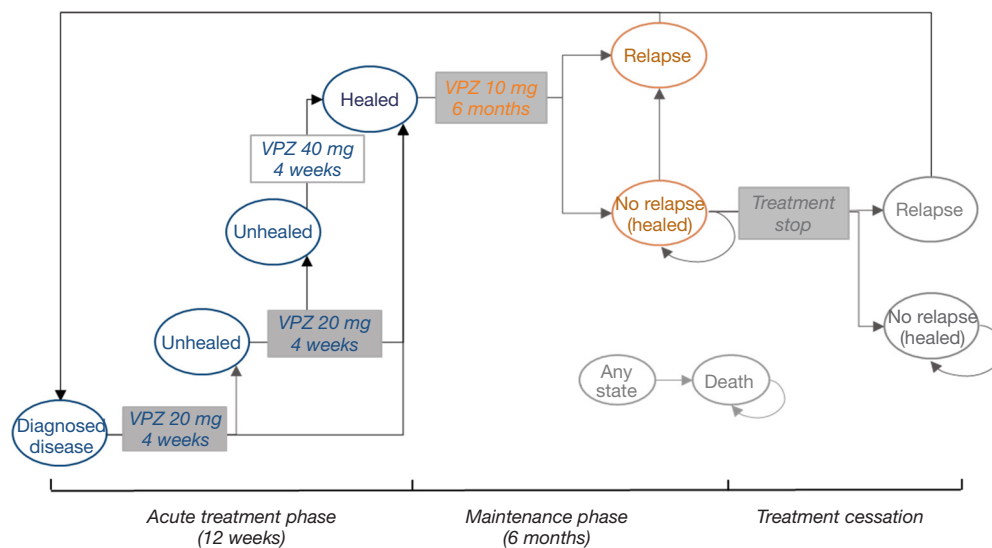 Relapse
VPZ 10 mg
6 months
Healed
VPZ 40 mg
4 weeks
No relapse
(healed)
Treatment
stop
Relapse
Unhealed
VPZ 20 mg
4 weeks
Unhealed
No relapse
(healed)
Any
state
Death
Diagnosed
disease
VPZ 20 mg
4 weeks
Acute treatment phase
(12 weeks)
Maintenance phase
(6 months)
Treatment cessation